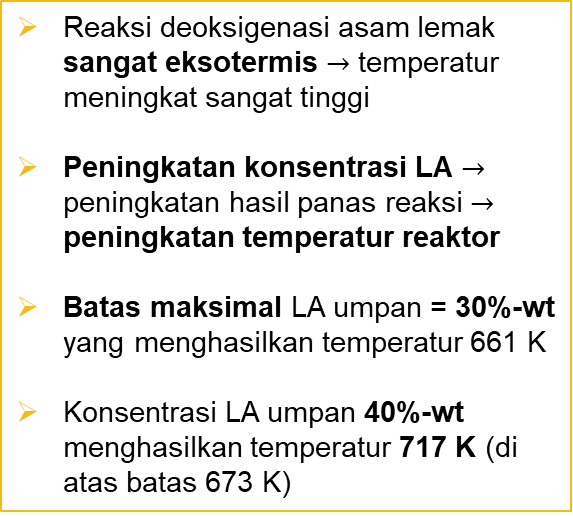 Reaksi deoksigenasi asam lemak
sangat eksotermis → temperatur
meningkat sangat tinggi
Peningkatan konsentrasi LA →
peningkatan hasil panas reaksi →
peningkatan temperatur reaktor
Batas maksimal LA umpan = 30%-wt
yang menghasilkan temperatur 661 K
Konsentrasi LA umpan 40%-wt
menghasilkan temperatur 717 K (di
atas batas 673 K)